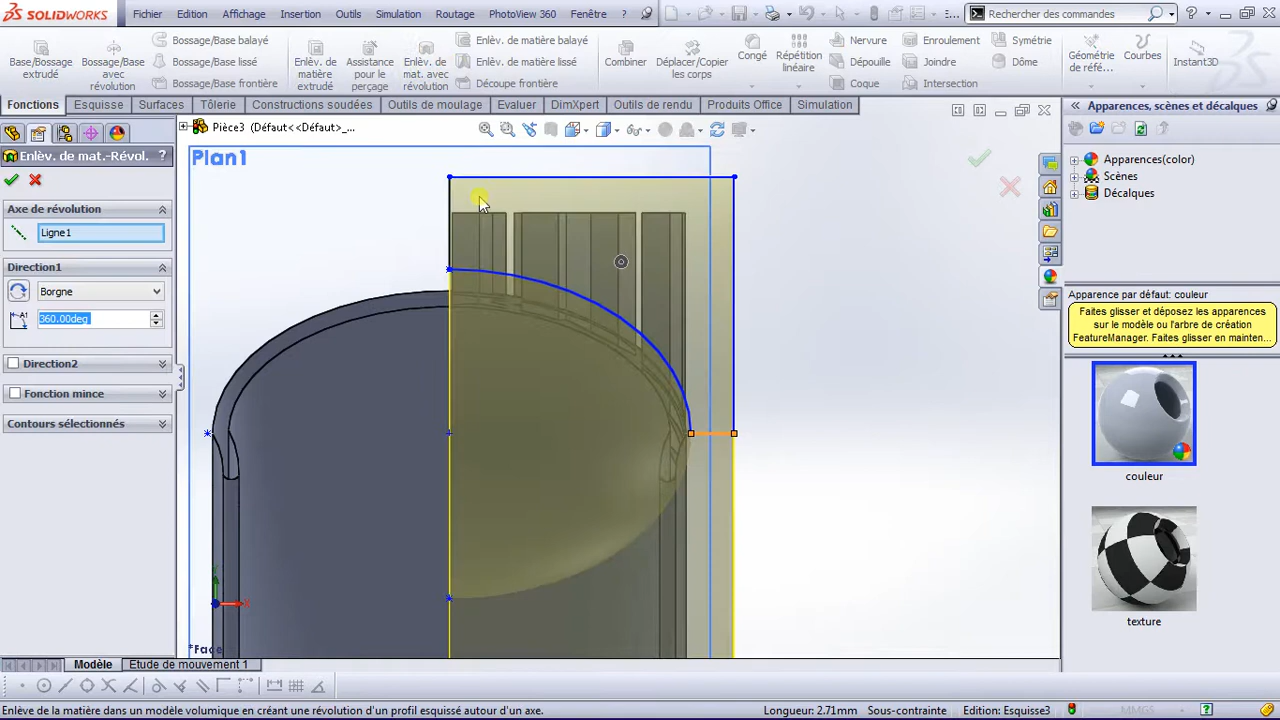 SOLIDWORKS
Fichier Edition Affichage Insertion Outils Simulation Routage PhotoView 360 Fenêtre ?
Rechercher des commandes
Base/Bossage extrudé
Bossage/Base avec révolution
Bossage/Base balayé
Bossage/Base lissé
Bossage/Base frontière
Enlèv. de matière extrudé
Assistance pour le perçage
Enlèv. de mat. avec révolution
Enlèv. de matière balayé
Enlèv. de matière lissé
Découpe frontière
Combiner
Déplacer/Copier les corps
Congé
Répétition linéaire
Nervure
Dépouille
Coque
Enroulement
Joindre
Intersection
Symétrie
Dôme
Géométrie de réfé...
Courbes
Instant3D
Fonctions Esquisse Surfaces Tôlerie Constructions soudées Outils de moulage Evaluer DimXpert Outils de rendu Produits Office Simulation
Pièce3 (Défaut<<Défaut>_...
Enlèv. de mat.-Révol. ?
Axe de révolution
Ligne1
Direction1
Borgne
A1
360.00deg
Direction2
Fonction mince
Contours sélectionnés
Plan1
*Face
Apparences, scènes et décalques
Apparences(color)
Scènes
Décalques
Apparence par défaut: couleur
Faites glisser et déposez les apparences
sur le modèle ou l'arbre de création
FeatureManager. Faites glisser en mainten...
couleur
texture
Modèle Etude de mouvement 1
Enlève de la matière dans un modèle volumique en créant une révolution d'un profil esquissé autour d'un axe.
Longueur: 2.71mm Sous-contrainte Edition: Esquisse3 MMGS